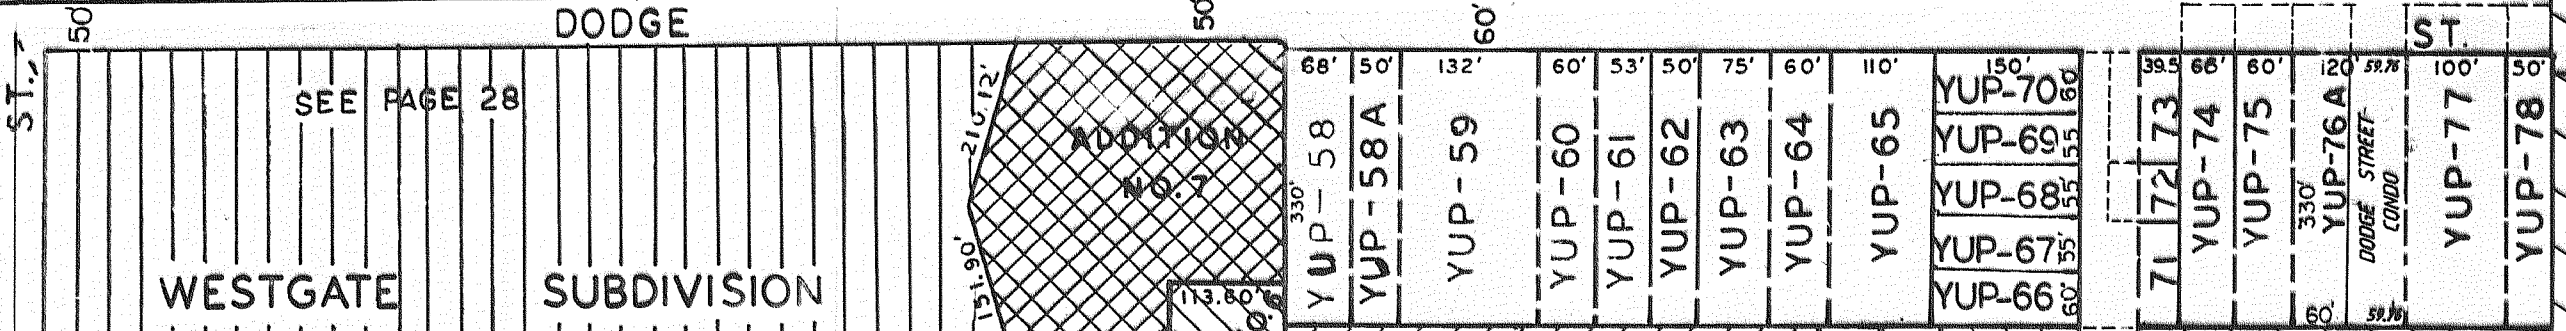 DODGE
ST.
ST.,
50'
50'
60'
SEE PAGE 28
WESTGATE SUBDIVISION
210.12'
151.90'
ADDITION
NO. 7
113.60'
68' 50' 132' 60' 53' 50' 75' 60' 110' 150' 39.5 66' 60' 120' 59.76 100' 50'
330'
YUP-58
YUP-58A
YUP-59
YUP-60
YUP-61
YUP-62
YUP-63
YUP-64
YUP-65
YUP-70 60'
YUP-69 55'
YUP-68 55'
YUP-67 55'
YUP-66 60'
73
72
71
YUP-74
YUP-75
330'
YUP-76A
DODGE STREET
CONDO
YUP-77
YUP-78
60' 59.76